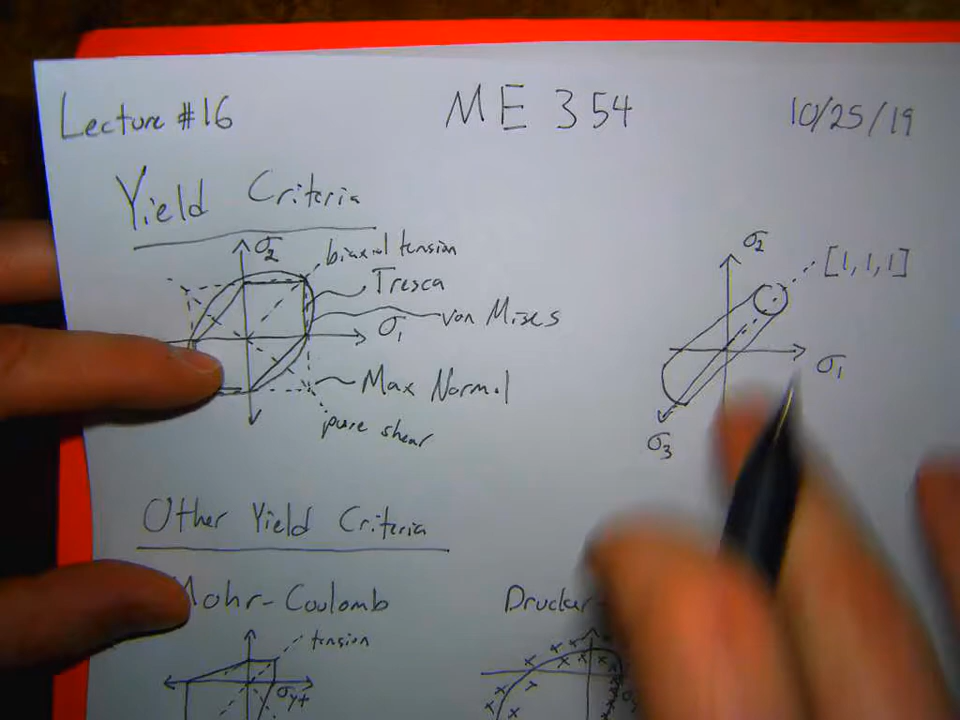 Lecture #16
ME 354
10/25/19
Yield Criteria
σ2
biaxial tension
Tresca
von Mises
σ1
Max Normal
pure shear
σ2
[1,1,1]
σ1
σ3
Other Yield Criteria
Mohr-Coulomb
Drucker-
tension
σyt